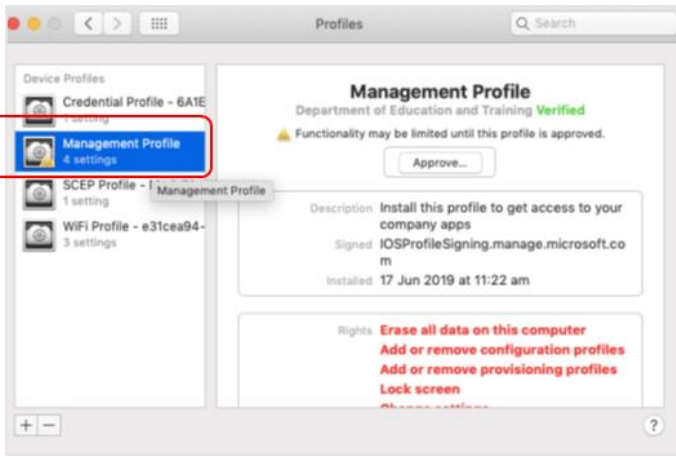 Profiles
Search
Device Profiles
Credential Profile - 6A1E
1 setting
Management Profile
4 settings
SCEP Profile -
1 setting
Management Profile
WiFi Profile - e31cea94-
3 settings
Management Profile
Department of Education and Training Verified
Functionality may be limited until this profile is approved.
Approve...
Description Install this profile to get access to your
company apps
Signed IOSProfileSigning.manage.microsoft.co
m
Installed 17 Jun 2019 at 11:22 am
Rights Erase all data on this computer
Add or remove configuration profiles
Add or remove provisioning profiles
Lock screen
Change settings
+ −
?